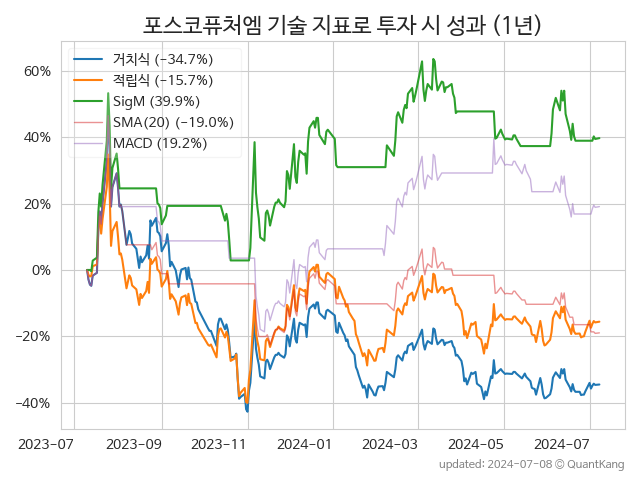 포스코퓨처엠 기술 지표로 투자 시 성과 (1년)
거치식 (−34.7%)
적립식 (−15.7%)
SigM (39.9%)
SMA(20) (−19.0%)
MACD (19.2%)
60%
40%
20%
0%
−20%
−40%
2023-07
2023-09
2023-11
2024-01
2024-03
2024-05
2024-07
updated: 2024-07-08 © QuantKang